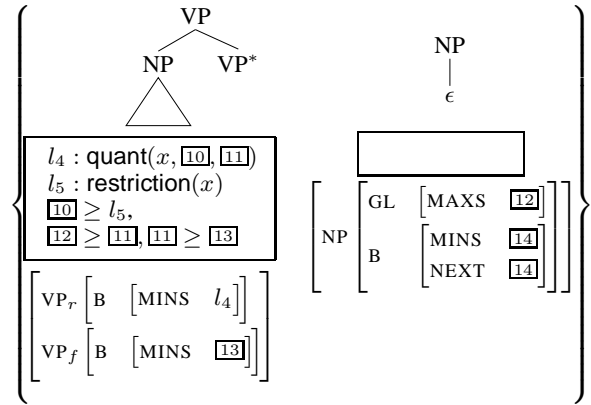 VP
NP VP*
l₄ : quant(x, 10, 11)
l₅ : restriction(x)
10 ≥ l₅,
12 ≥ 11, 11 ≥ 13
VPᵣ [B [MINS l₄]]
VP_f [B [MINS 13]]
NP
ϵ
NP [GL [MAXS 12]
B [MINS 14
NEXT 14]]